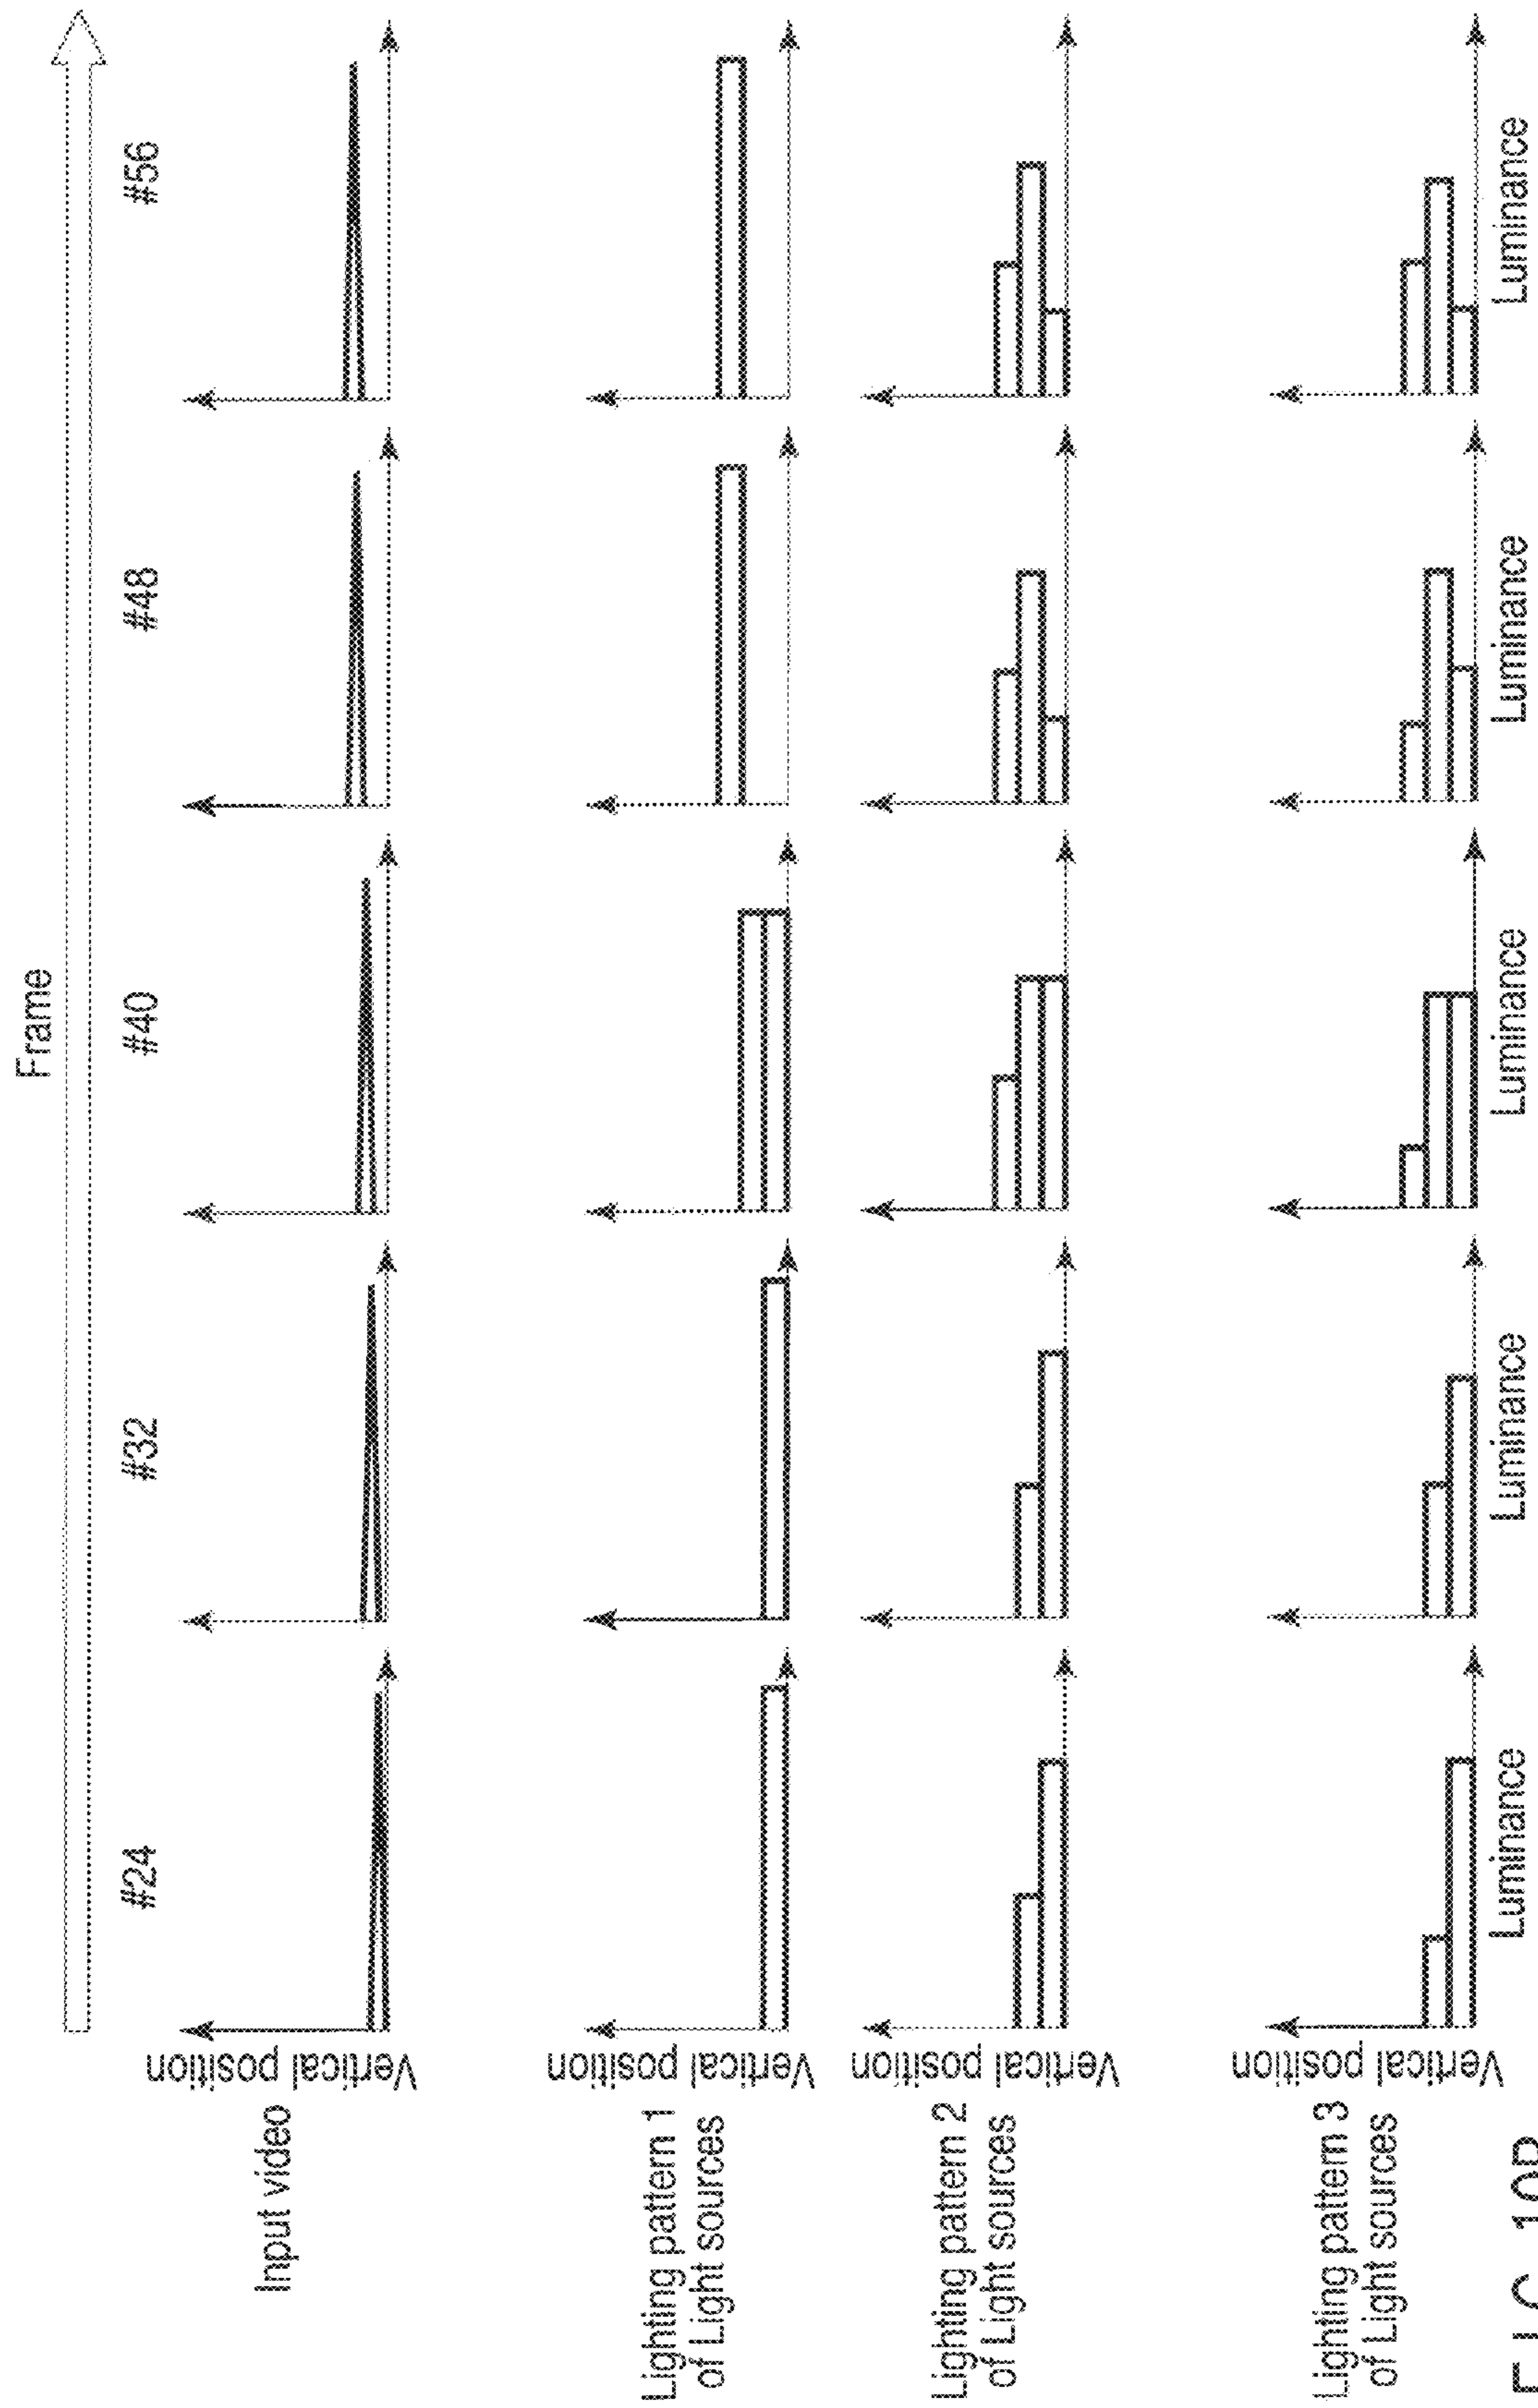 Frame
#24 #32 #40 #48 #56
Input video
Vertical position
Lighting pattern 1
of Light sources
Vertical position
Lighting pattern 2
of Light sources
Vertical position
Lighting pattern 3
of Light sources
Vertical position
Luminance Luminance Luminance Luminance Luminance
F I G. 10B